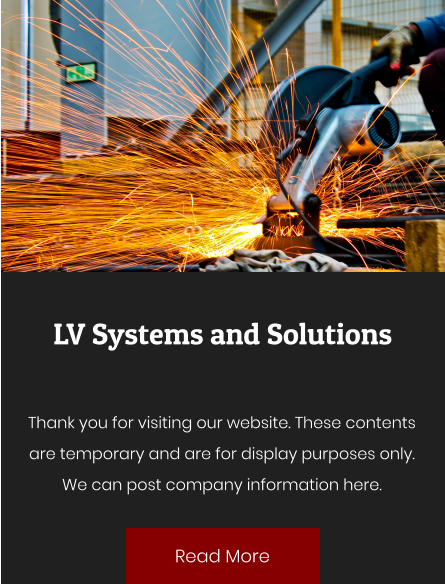 LV Systems and Solutions
Thank you for visiting our website. These contents
are temporary and are for display purposes only.
We can post company information here.
Read More